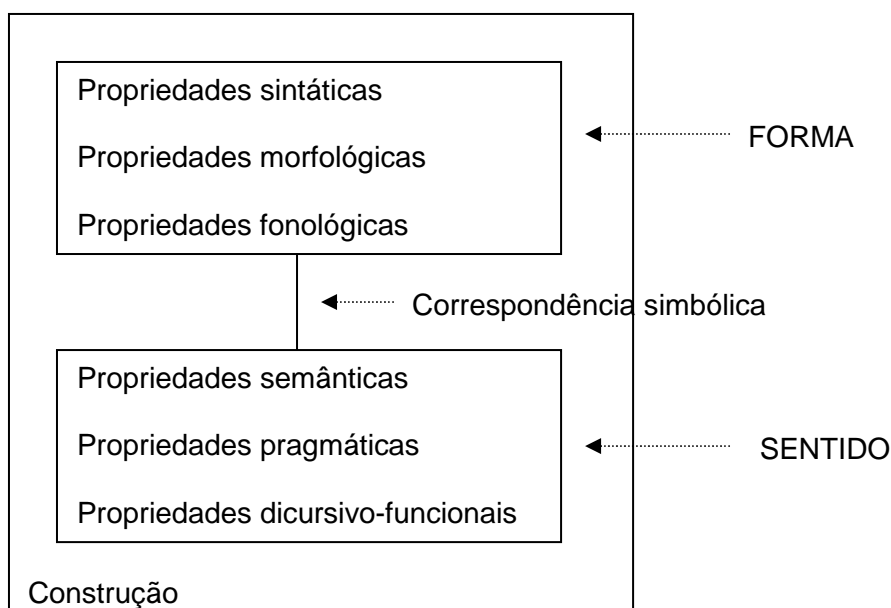 Propriedades sintáticas
FORMA
Propriedades morfológicas
Propriedades fonológicas
Correspondência simbólica
Propriedades semânticas
Propriedades pragmáticas
SENTIDO
Propriedades dicursivo-funcionais
Construção